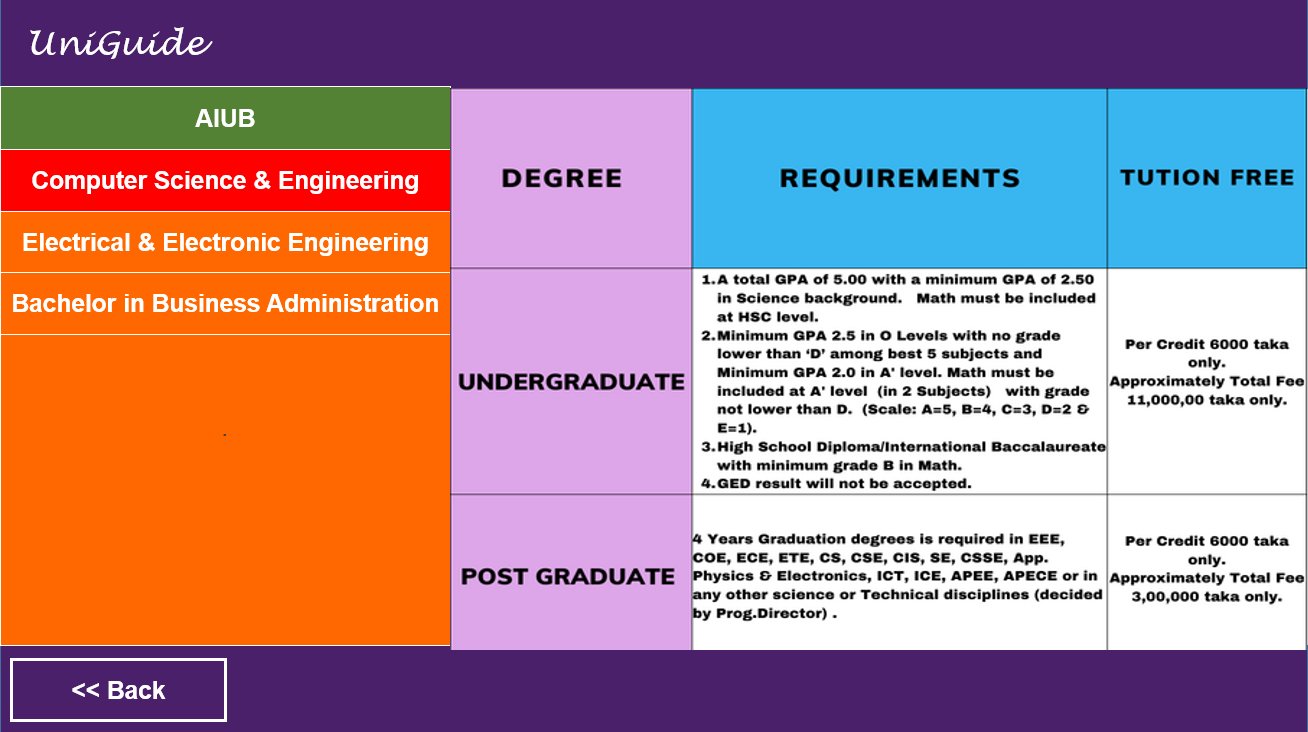 UniGuide
AIUB
Computer Science & Engineering
Electrical & Electronic Engineering
Bachelor in Business Administration
.
DEGREE
REQUIREMENTS
TUTION FREE
UNDERGRADUATE
1.A total GPA of 5.00 with a minimum GPA of 2.50
in Science background. Math must be included
at HSC level.
2.Minimum GPA 2.5 in O Levels with no grade
lower than ‘D’ among best 5 subjects and
Minimum GPA 2.0 in A' level. Math must be
included at A' level (in 2 Subjects) with grade
not lower than D. (Scale: A=5, B=4, C=3, D=2 &
E=1).
3.High School Diploma/International Baccalaureate
with minimum grade B in Math.
4.GED result will not be accepted.
Per Credit 6000 taka
only.
Approximately Total Fee
11,000,00 taka only.
POST GRADUATE
4 Years Graduation degrees is required in EEE,
COE, ECE, ETE, CS, CSE, CIS, SE, CSSE, App.
Physics & Electronics, ICT, ICE, APEE, APECE or in
any other science or Technical disciplines (decided
by Prog.Director) .
Per Credit 6000 taka
only.
Approximately Total Fee
3,00,000 taka only.
<< Back